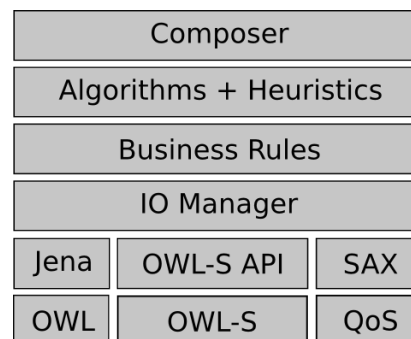 Composer
Algorithms + Heuristics
Business Rules
IO Manager
Jena OWL-S API SAX
OWL OWL-S QoS